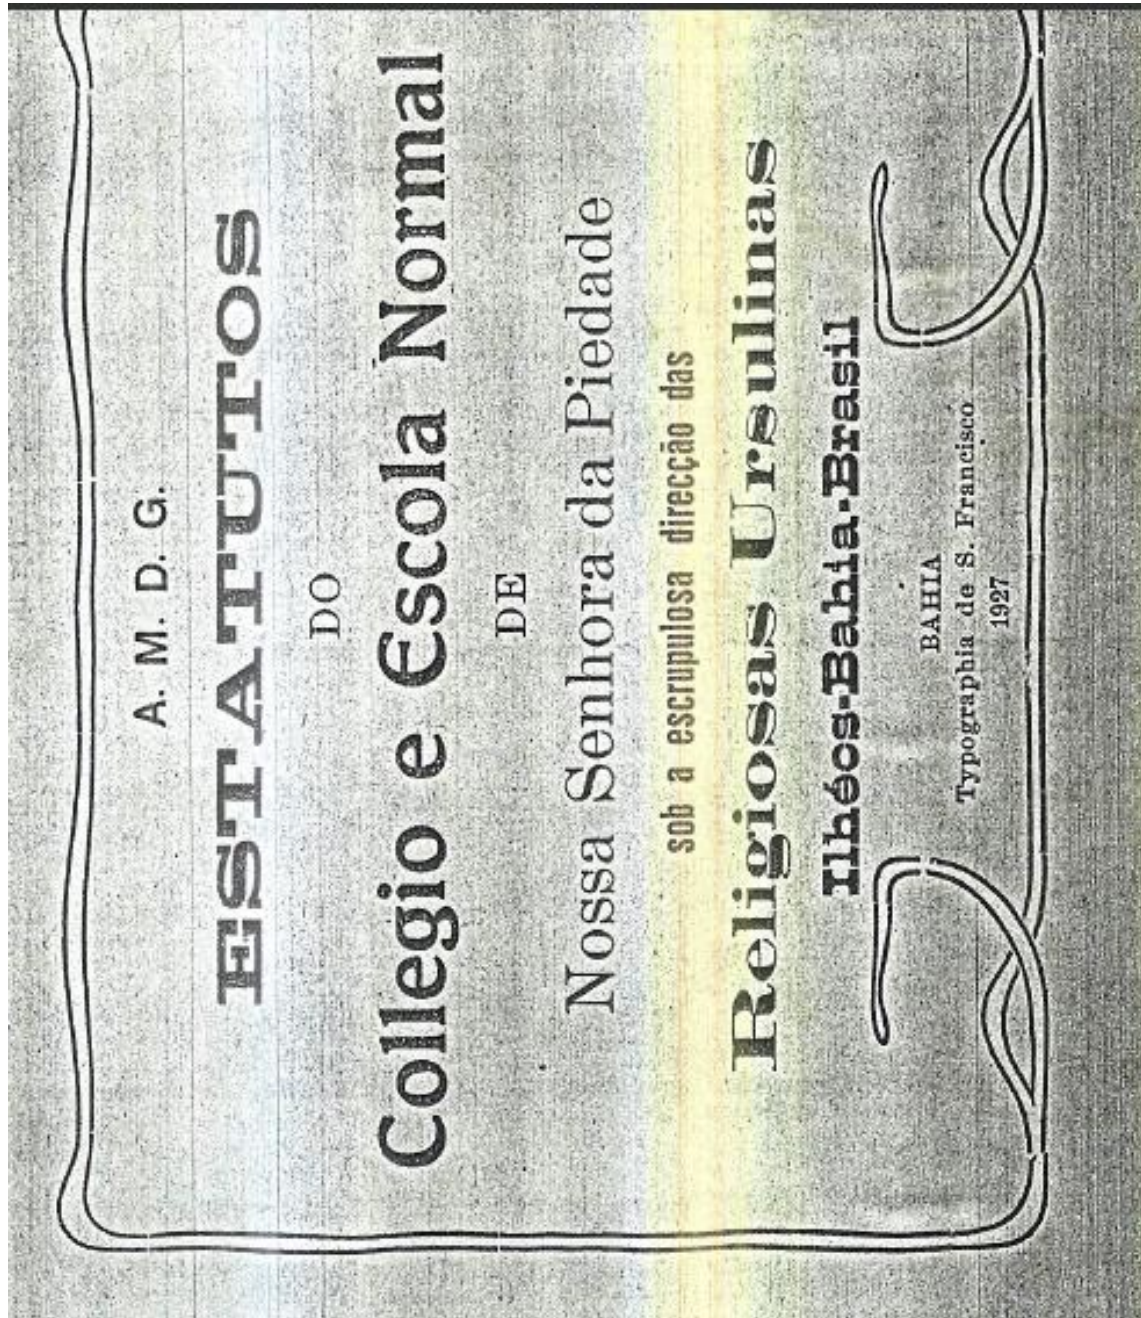 A. M. D. G.
ESTATUTOS
DO
Collegio e Escola Normal
DE
Nossa Senhora da Piedade
sob a escrupulosa direcção das
Religiosas Ursulinas
Ilhéos-Bahia-Brasil
BAHIA
Typographia de S. Francisco
1927